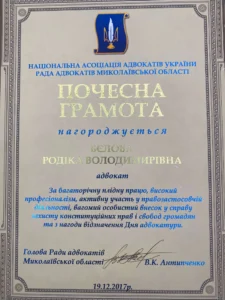 НАЦІОНАЛЬНА АСОЦІАЦІЯ АДВОКАТІВ УКРАЇНИ
РАДА АДВОКАТІВ МИКОЛАЇВСЬКОЇ ОБЛАСТІ
ПОЧЕСНА
ГРАМОТА
нагороджується
РОДІКА ВОЛОДИМИРІВНА
адвокат
За багаторічну плідну працю, високий
професіоналізм, активну участь у правозастосовчій
діяльності, вагомий особистий внесок у справу
захисту конституційних прав і свобод громадян
та з нагоди відзначення Дня адвокатури.
Голова Ради адвокатів
Миколаївської області
В.К.
19.12.2017р.